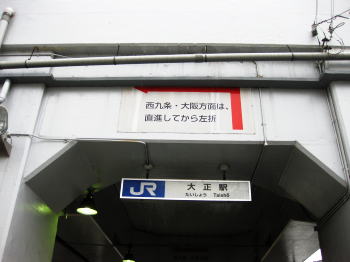 西九条・大阪方面は、
直進してから左折
JR 大正駅
たいしょう Taishō